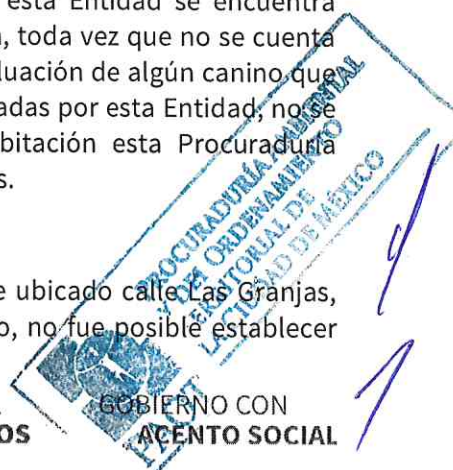 esta Entidad se encuentra
, toda vez que no se cuenta
luación de algún canino que
adas por esta Entidad, no se
bitación esta Procuraduría
s.
e ubicado calle Las Granjas,
o, no fue posible establecer
GOBIERNO CON
OS ACENTO SOCIAL
PROCURADURÍA AMBIENTAL
Y DEL ORDENAMIENTO
TERRITORIAL DE
LA CIUDAD DE MÉXICO
PAOT